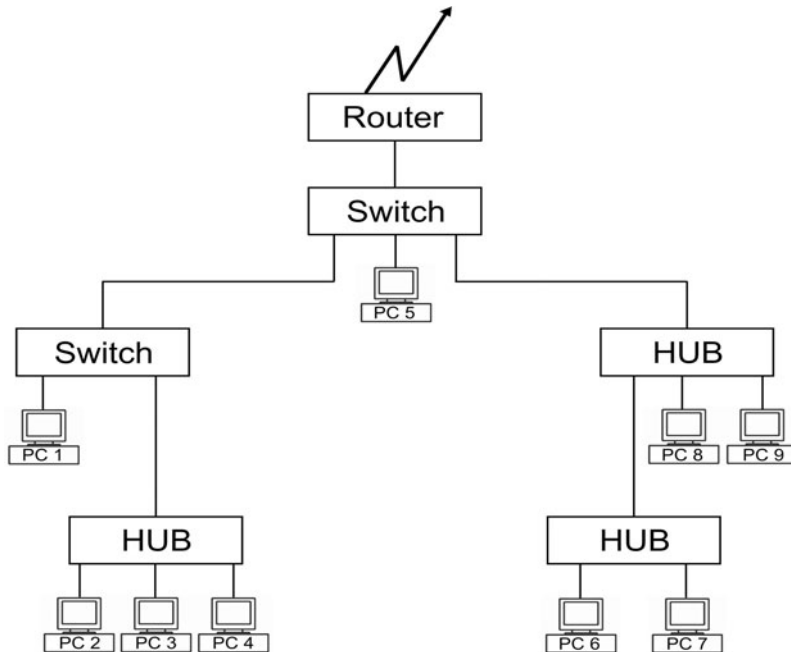 Router
Switch
PC 5
Switch
HUB
PC 1
PC 8
PC 9
HUB
HUB
PC 2
PC 3
PC 4
PC 6
PC 7